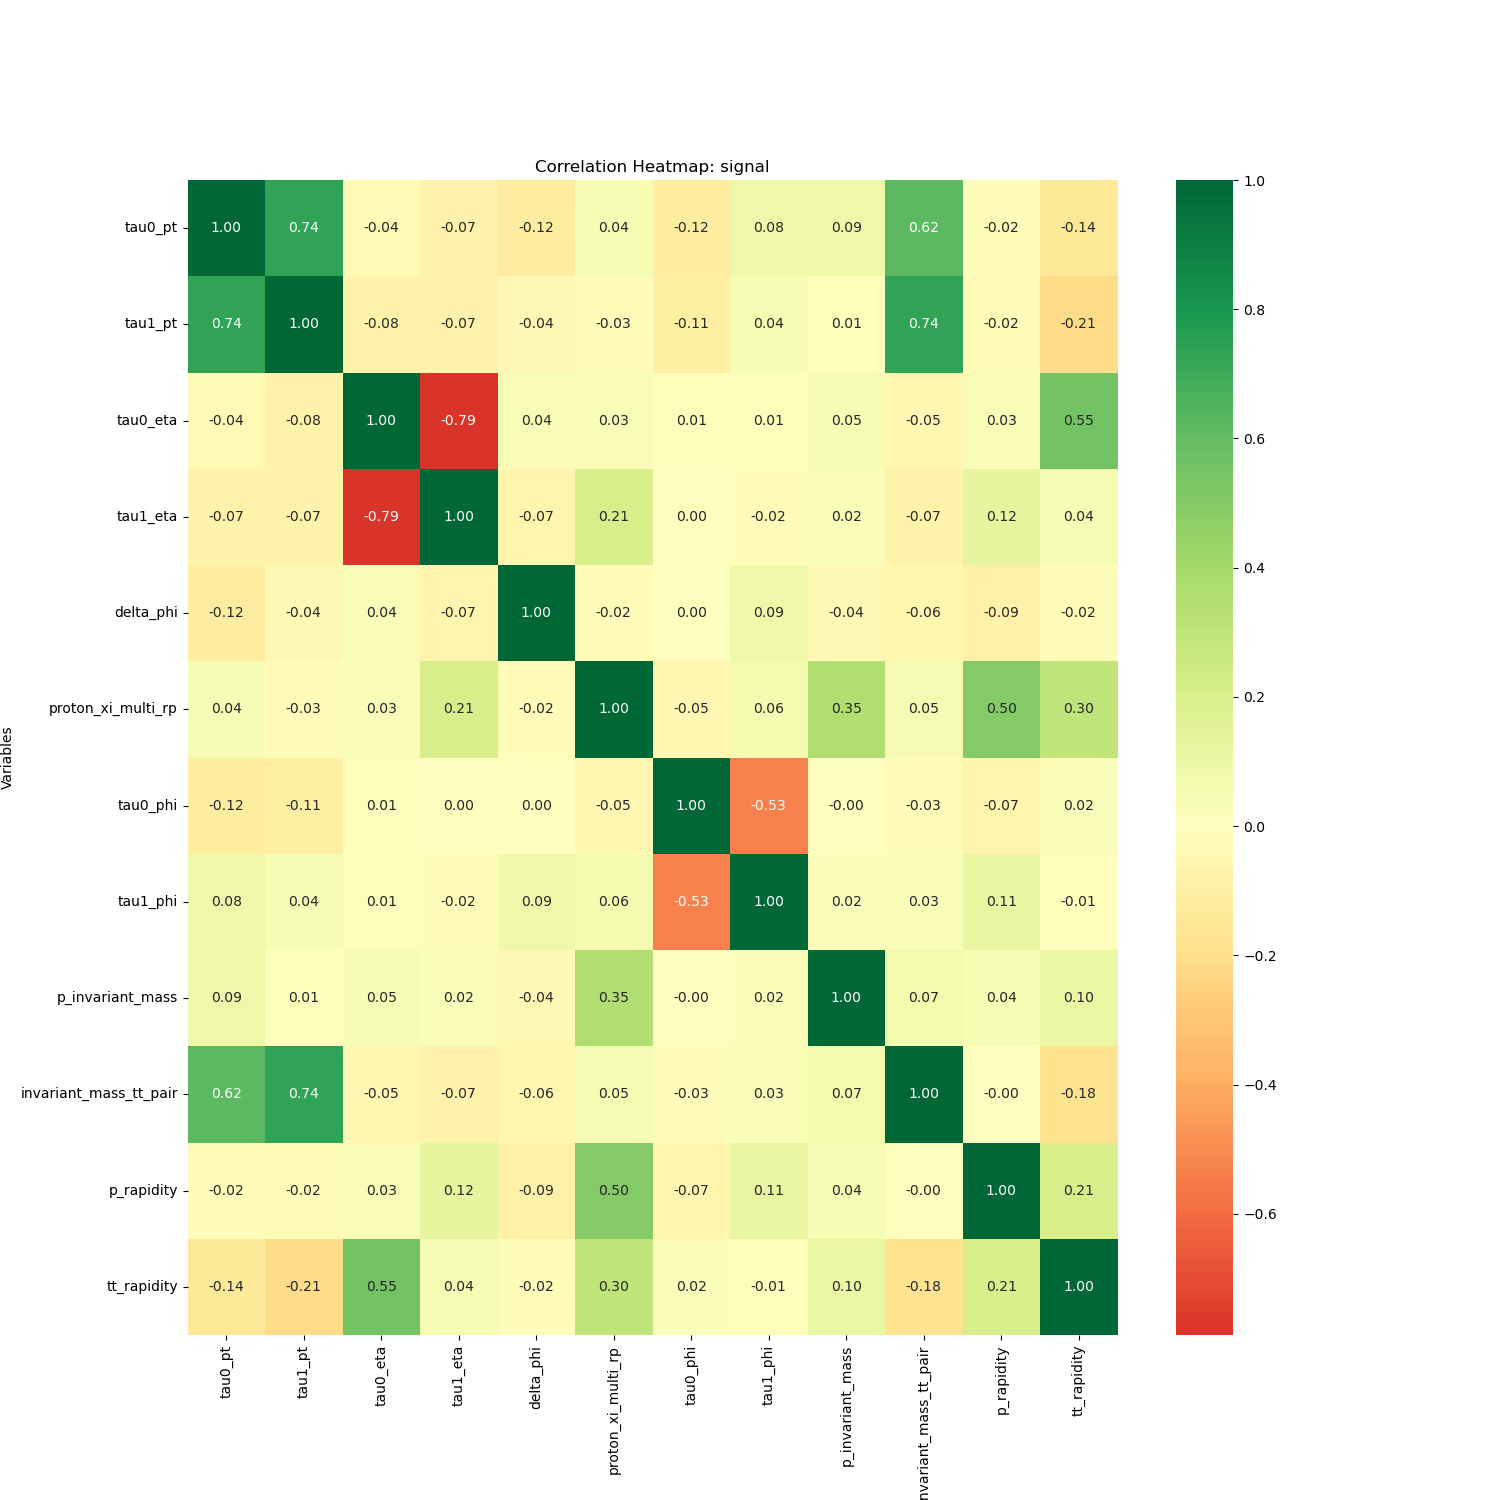 Correlation Heatmap: signal
tau0_pt 1.00 0.74 -0.04 -0.07 -0.12 0.04 -0.12 0.08 0.09 0.62 -0.02 -0.14
tau1_pt 0.74 1.00 -0.08 -0.07 -0.04 -0.03 -0.11 0.04 0.01 0.74 -0.02 -0.21
tau0_eta -0.04 -0.08 1.00 -0.79 0.04 0.03 0.01 0.01 0.05 -0.05 0.03 0.55
tau1_eta -0.07 -0.07 -0.79 1.00 -0.07 0.21 0.00 -0.02 0.02 -0.07 0.12 0.04
delta_phi -0.12 -0.04 0.04 -0.07 1.00 -0.02 0.00 0.09 -0.04 -0.06 -0.09 -0.02
proton_xi_multi_rp 0.04 -0.03 0.03 0.21 -0.02 1.00 -0.05 0.06 0.35 0.05 0.50 0.30
tau0_phi -0.12 -0.11 0.01 0.00 0.00 -0.05 1.00 -0.53 -0.00 -0.03 -0.07 0.02
tau1_phi 0.08 0.04 0.01 -0.02 0.09 0.06 -0.53 1.00 0.02 0.03 0.11 -0.01
p_invariant_mass 0.09 0.01 0.05 0.02 -0.04 0.35 -0.00 0.02 1.00 0.07 0.04 0.10
invariant_mass_tt_pair 0.62 0.74 -0.05 -0.07 -0.06 0.05 -0.03 0.03 0.07 1.00 -0.00 -0.18
p_rapidity -0.02 -0.02 0.03 0.12 -0.09 0.50 -0.07 0.11 0.04 -0.00 1.00 0.21
tt_rapidity -0.14 -0.21 0.55 0.04 -0.02 0.30 0.02 -0.01 0.10 -0.18 0.21 1.00
Variables
tau0_pt
tau1_pt
tau0_eta
tau1_eta
delta_phi
proton_xi_multi_rp
tau0_phi
tau1_phi
p_invariant_mass
nvariant_mass_tt_pair
p_rapidity
tt_rapidity
1.0
0.8
0.6
0.4
0.2
0.0
−0.2
−0.4
−0.6